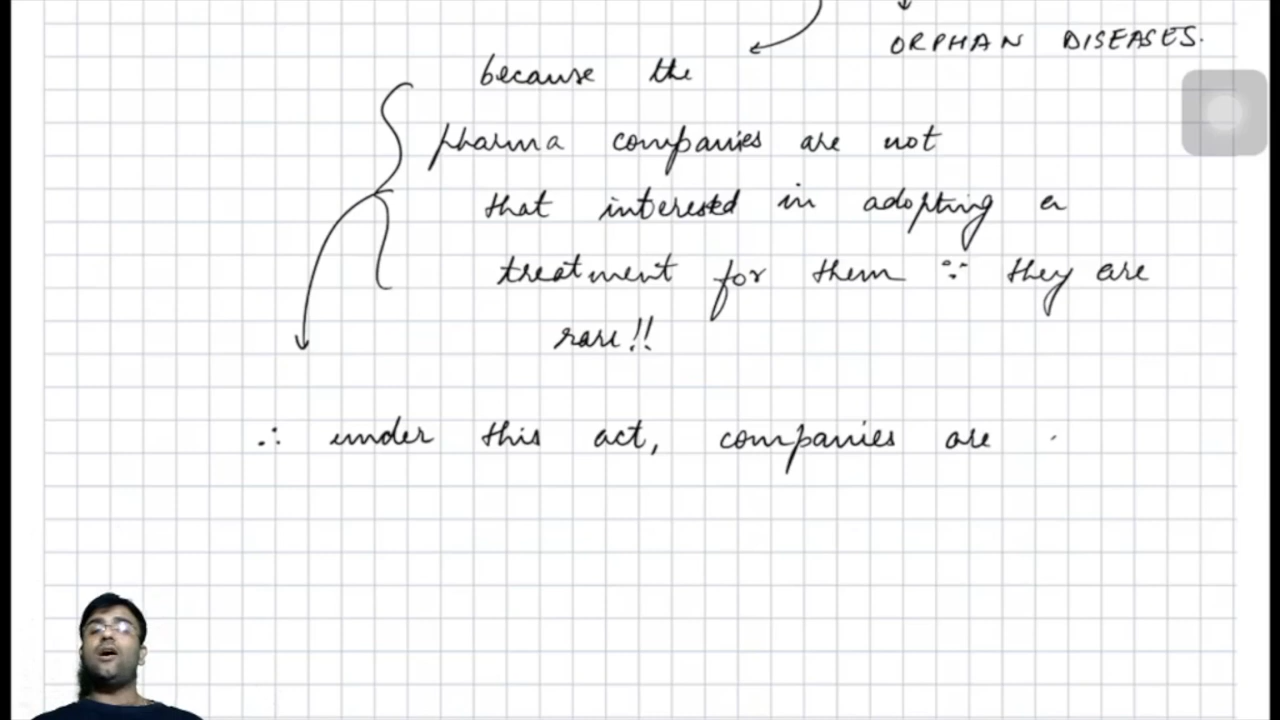 ORPHAN DISEASES.
because the
pharma companies are not
that interested in adopting a
treatment for them ∵ they are
rare!!
∴ under this act, companies are